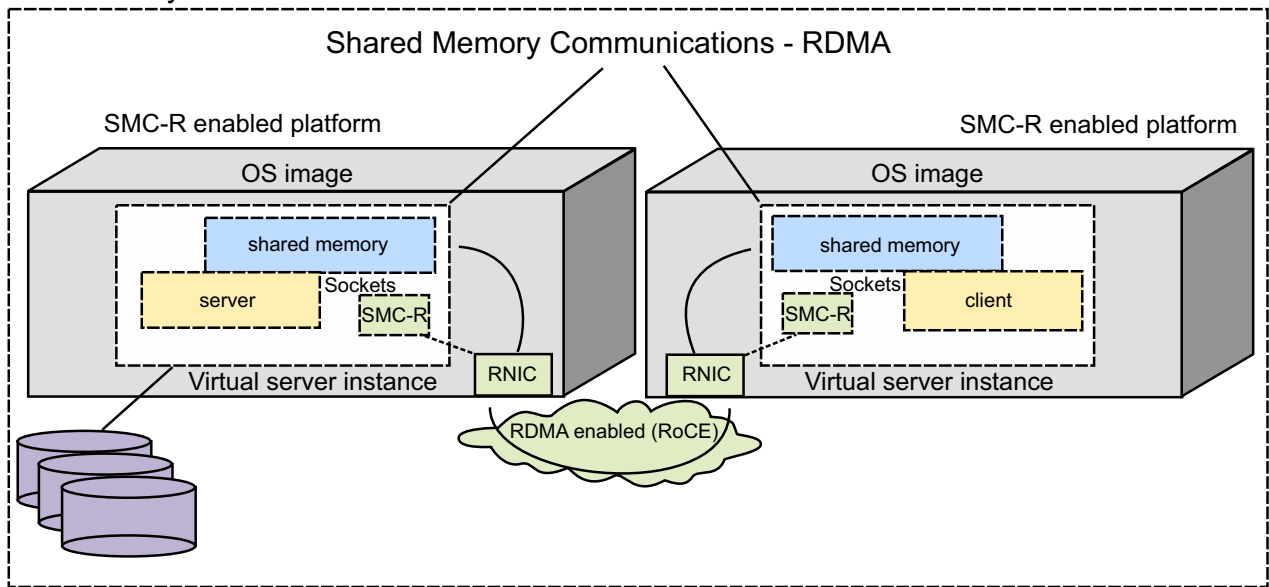 Shared Memory Communications - RDMA
SMC-R enabled platform
SMC-R enabled platform
OS image
OS image
shared memory
shared memory
Sockets
Sockets
server
client
SMC-R
SMC-R
RNIC
RNIC
Virtual server instance
Virtual server instance
RDMA enabled (RoCE)